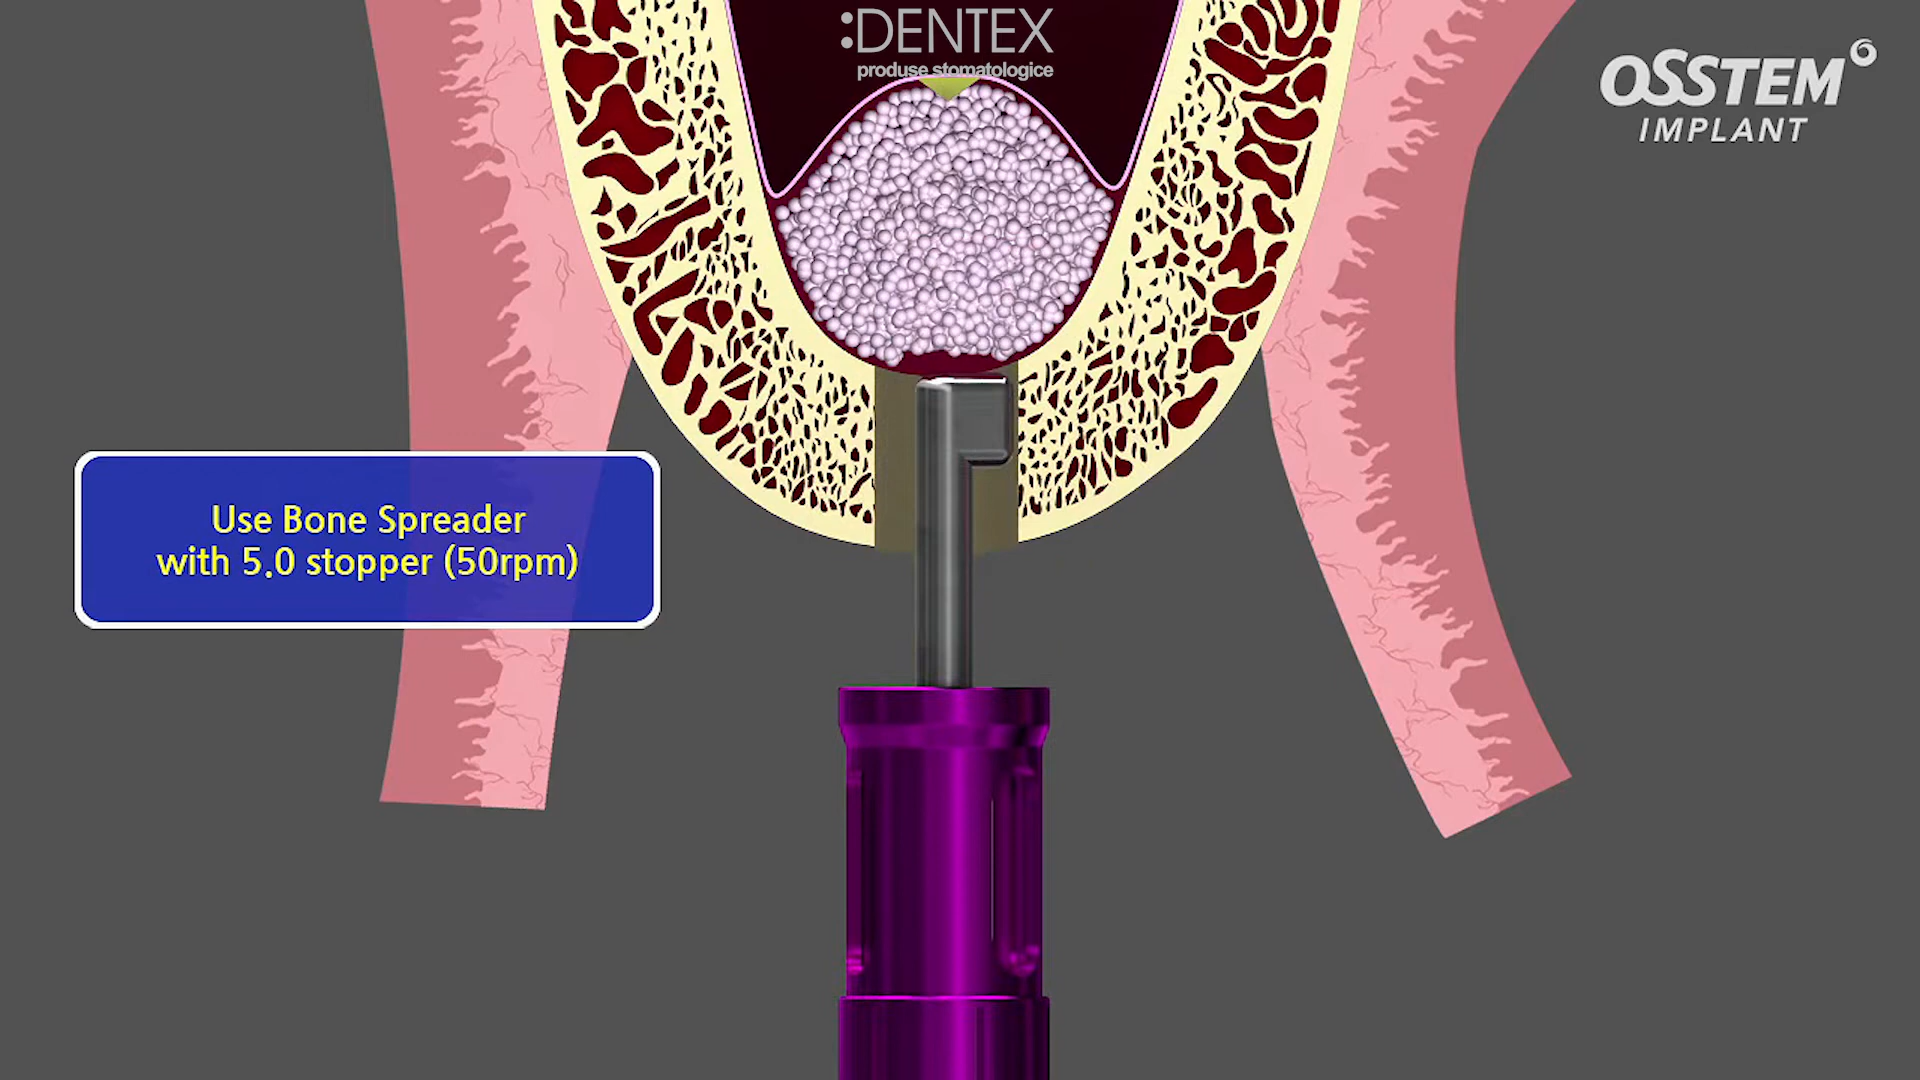 :DENTEX
produse stomatologice
OSSTEM
IMPLANT
Use Bone Spreader
with 5.0 stopper (50rpm)